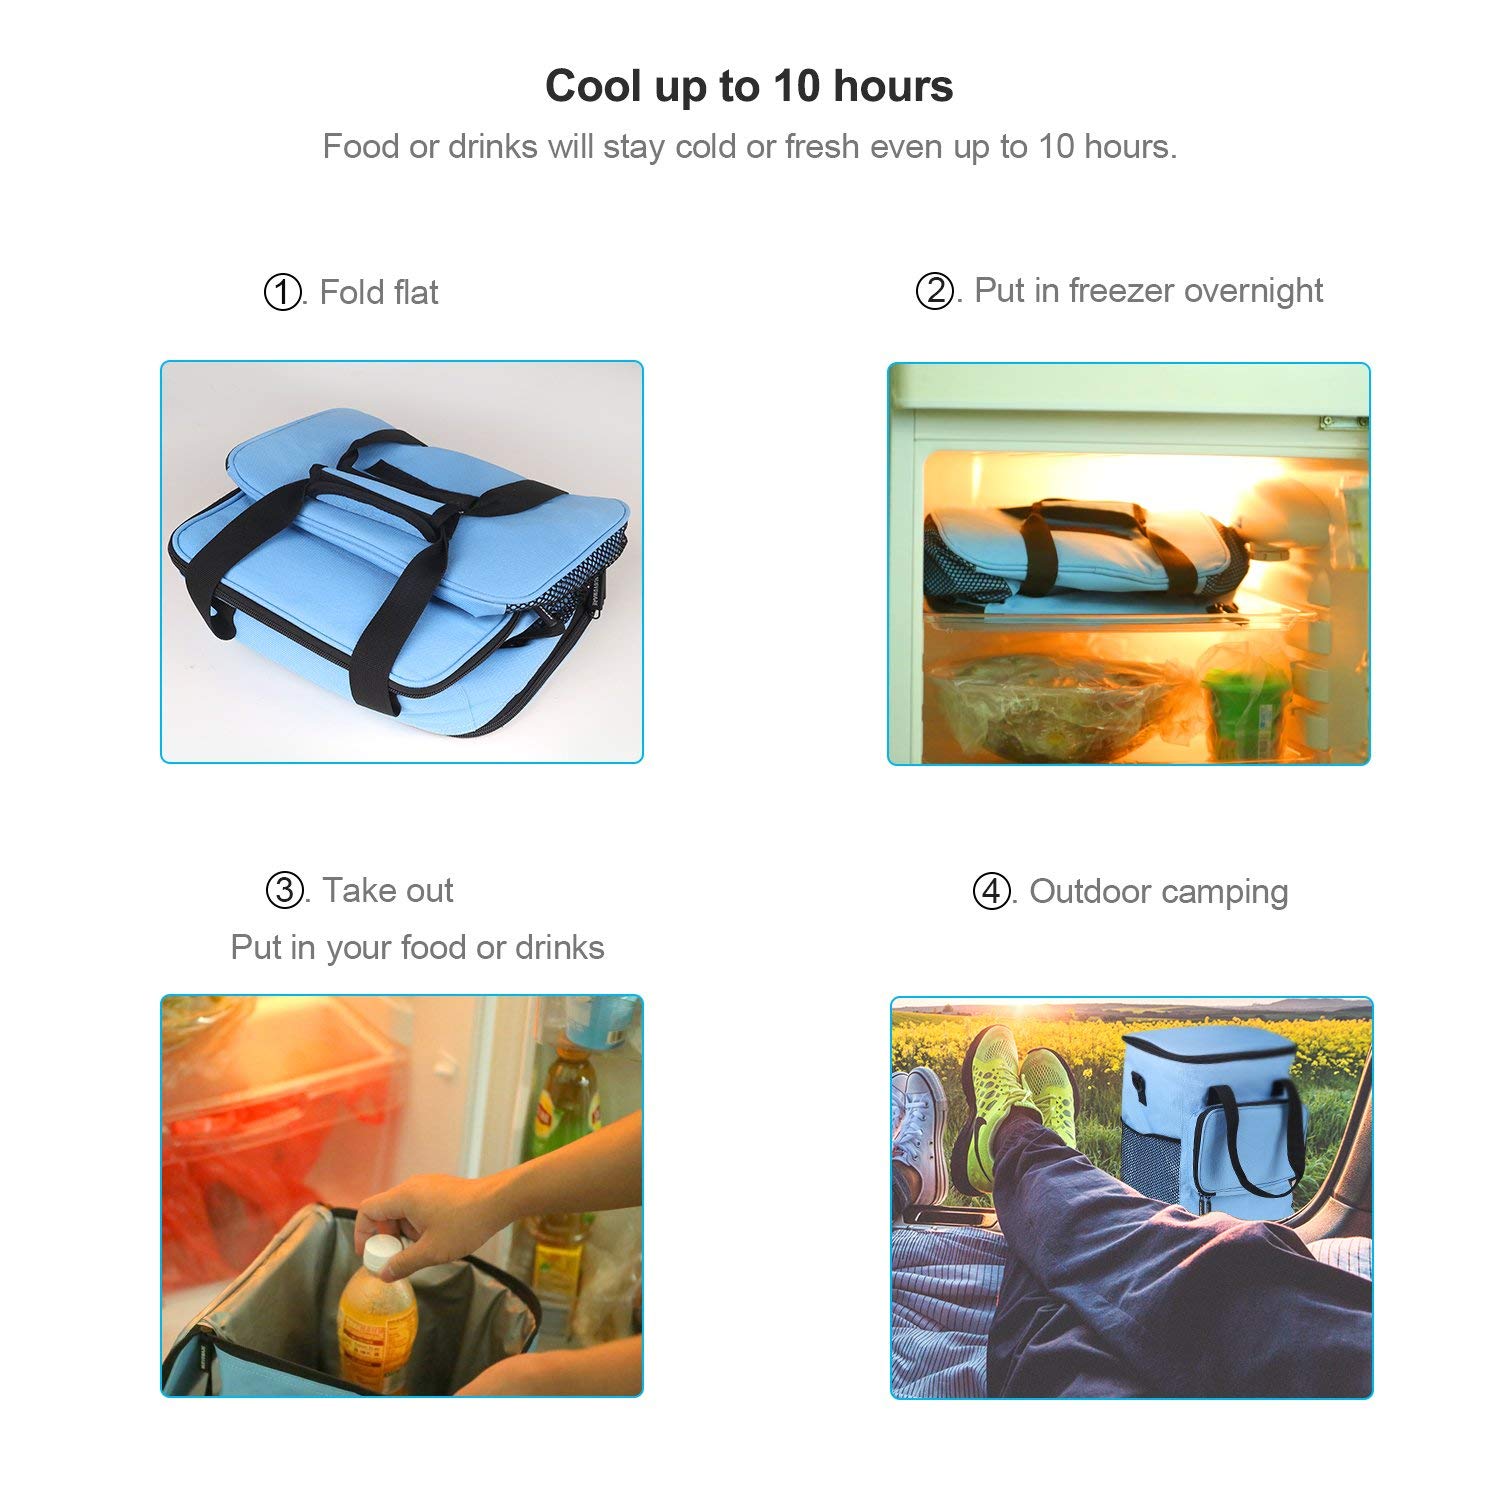 Cool up to 10 hours
Food or drinks will stay cold or fresh even up to 10 hours.
①. Fold flat
②. Put in freezer overnight
③. Take out
Put in your food or drinks
④. Outdoor camping